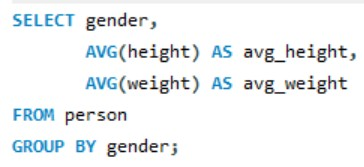 SELECT gender,
       AVG(height) AS avg_height,
       AVG(weight) AS avg_weight
FROM person
GROUP BY gender;